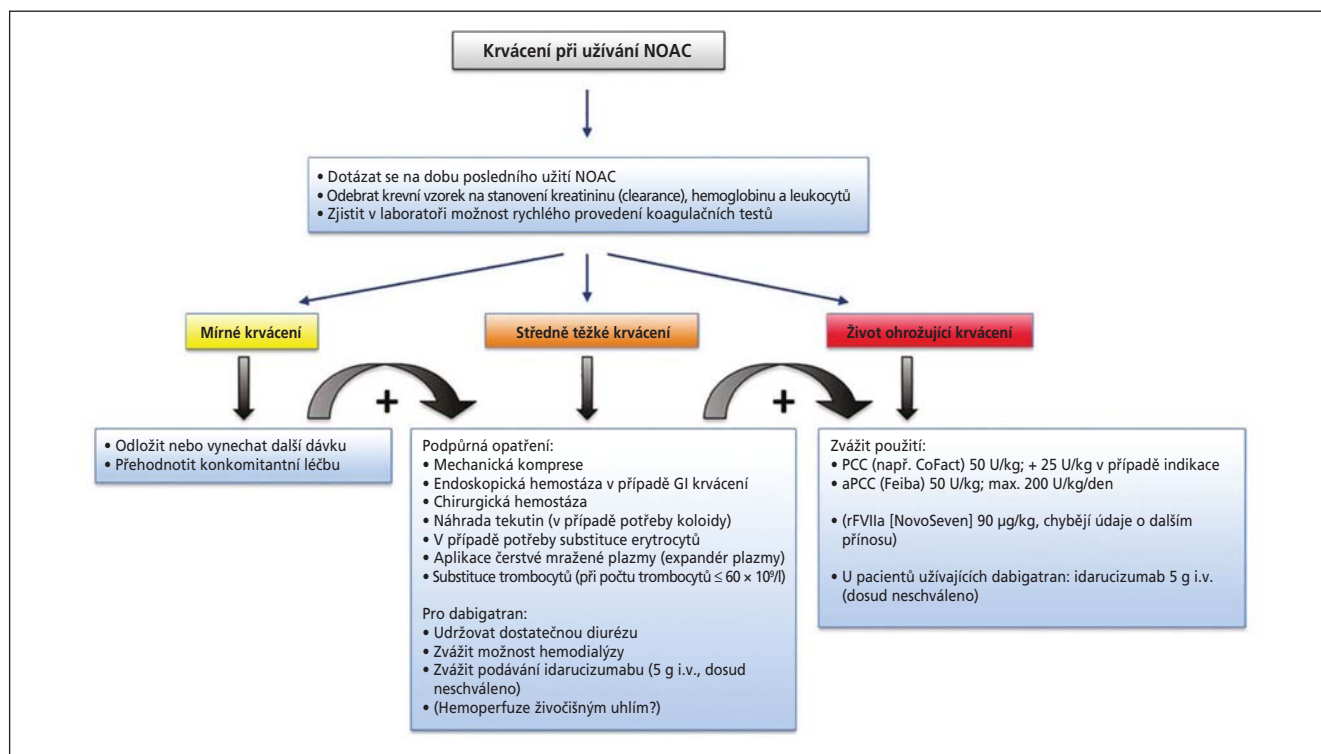 Krvácení při užívání NOAC
• Dotázat se na dobu posledního užití NOAC
• Odebrat krevní vzorek na stanovení kreatininu (clearance), hemoglobinu a leukocytů
• Zjistit v laboratoři možnost rychlého provedení koagulačních testů
Mírné krvácení
Středně těžké krvácení
Život ohrožující krvácení
+
+
• Odložit nebo vynechat další dávku
• Přehodnotit konkomitantní léčbu
Podpůrná opatření:
• Mechanická komprese
• Endoskopická hemostáza v případě GI krvácení
• Chirurgická hemostáza
• Náhrada tekutin (v případě potřeby koloidy)
• V případě potřeby substituce erytrocytů
• Aplikace čerstvé mražené plazmy (expandér plazmy)
• Substituce trombocytů (při počtu trombocytů ≤ 60 × 10⁹/l)
Pro dabigatran:
• Udržovat dostatečnou diurézu
• Zvážit možnost hemodialýzy
• Zvážit podávání idarucizumabu (5 g i.v., dosud
neschváleno)
• (Hemoperfuze živočišným uhlím?)
Zvážit použití:
• PCC (např. CoFact) 50 U/kg; + 25 U/kg v případě indikace
• aPCC (Feiba) 50 U/kg; max. 200 U/kg/den
• (rFVIIa [NovoSeven] 90 µg/kg, chybějí údaje o dalším
přínosu)
• U pacientů užívajících dabigatran: idarucizumab 5 g i.v.
(dosud neschváleno)